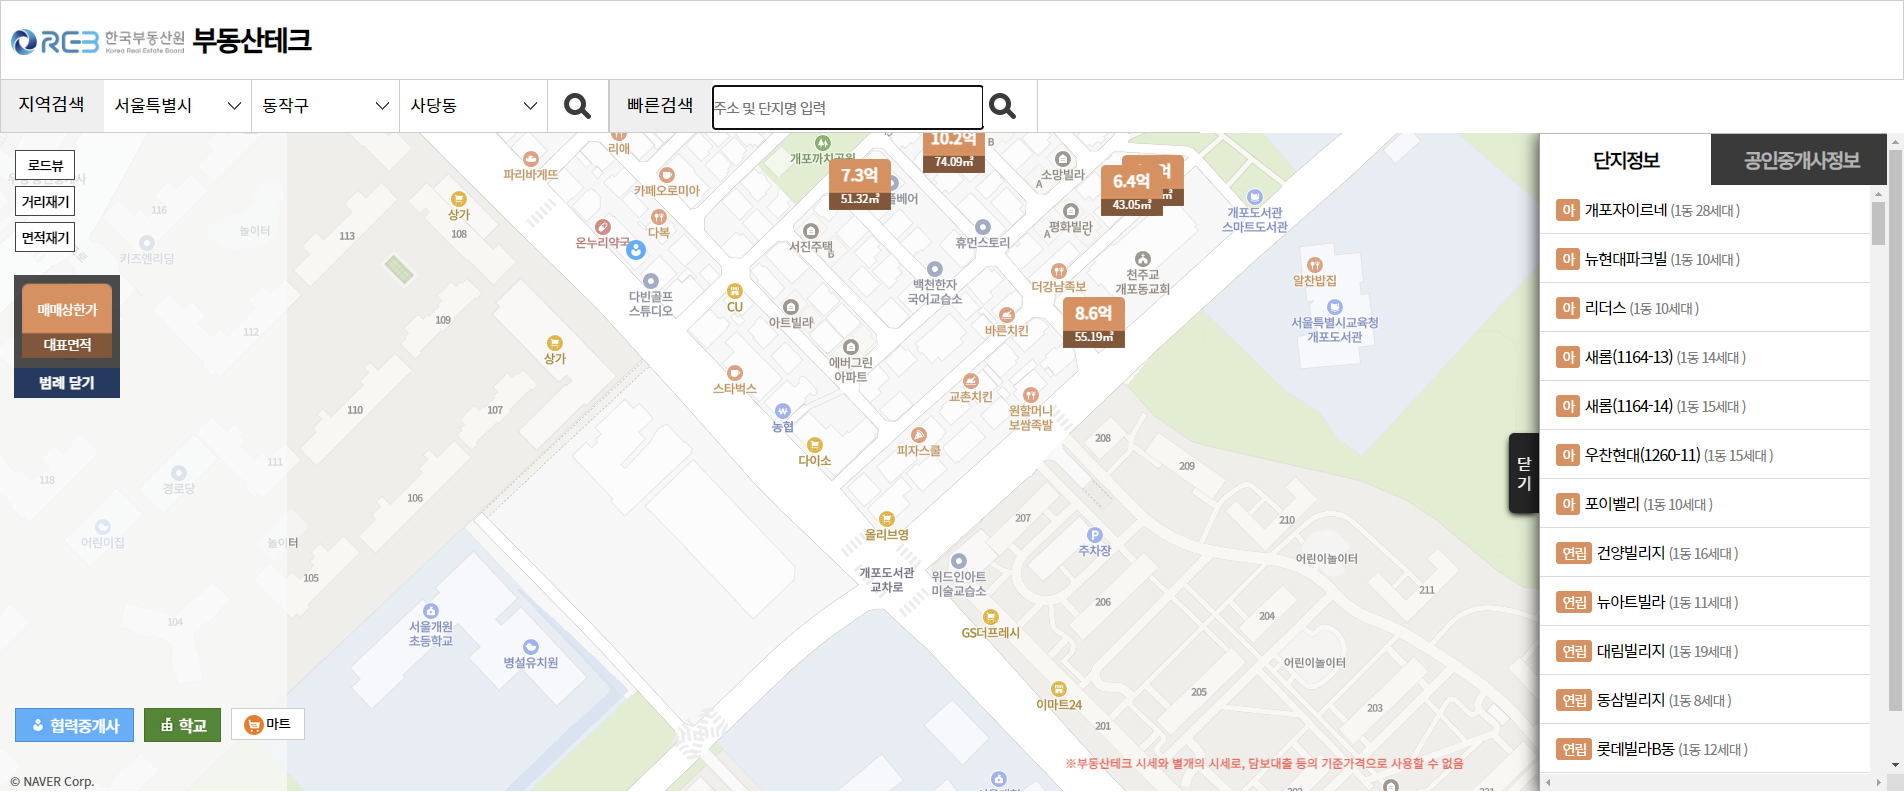 REB 한국부동산원 부동산테크
Korea Real Estate Board
지역검색 서울특별시 동작구 사당동 빠른검색 주소 및 단지명 입력
로드뷰
거리재기
면적재기
매매상한가
대표면적
범례 닫기
116
키즈엔리딩
놀이터
113
112
111
118
경로당
어린이집
놀이터
104
105
106
107
108
109
110
상가
상가
파리바게뜨
리애
카페오로미아
다복
온누리약국
다빈골프
스튜디오
CU
개포까치공원
서진주택
B
아트빌라
에버그린
아파트
스타벅스
농협
다이소
피자스쿨
교촌치킨
바른치킨
원할머니
보쌈족발
더강남족보
백천한자
국어교습소
휴먼스토리
소망빌라
A
B
평화빌라
A
천주교
개포동교회
개포도서관
스마트도서관
알찬밥집
서울특별시교육청
개포도서관
7.3억
51.32㎡
10.2억
74.09㎡
6.4억
43.05㎡
8.6억
55.19㎡
올리브영
개포도서관
교차로
위드인아트
미술교습소
GS더프레시
이마트24
주차장
어린이놀이터
어린이놀이터
서울개원
초등학교
병설유치원
201
203
204
205
206
207
208
209
210
211
협력중개사 학교 마트
© NAVER Corp.
※부동산테크 시세와 별개의 시세로, 담보대출 등의 기준가격으로 사용할 수 없음
닫
기
단지정보 공인중개사정보
아 개포자이르네 (1동 28세대 )
아 뉴현대파크빌 (1동 10세대 )
아 리더스 (1동 10세대 )
아 새롬(1164-13) (1동 14세대 )
아 새롬(1164-14) (1동 15세대 )
아 우찬현대(1260-11) (1동 15세대 )
아 포이벨리 (1동 10세대 )
연립 건양빌리지 (1동 16세대 )
연립 뉴아트빌라 (1동 11세대 )
연립 대림빌리지 (1동 19세대 )
연립 동삼빌리지 (1동 8세대 )
연립 롯데빌라B동 (1동 12세대 )